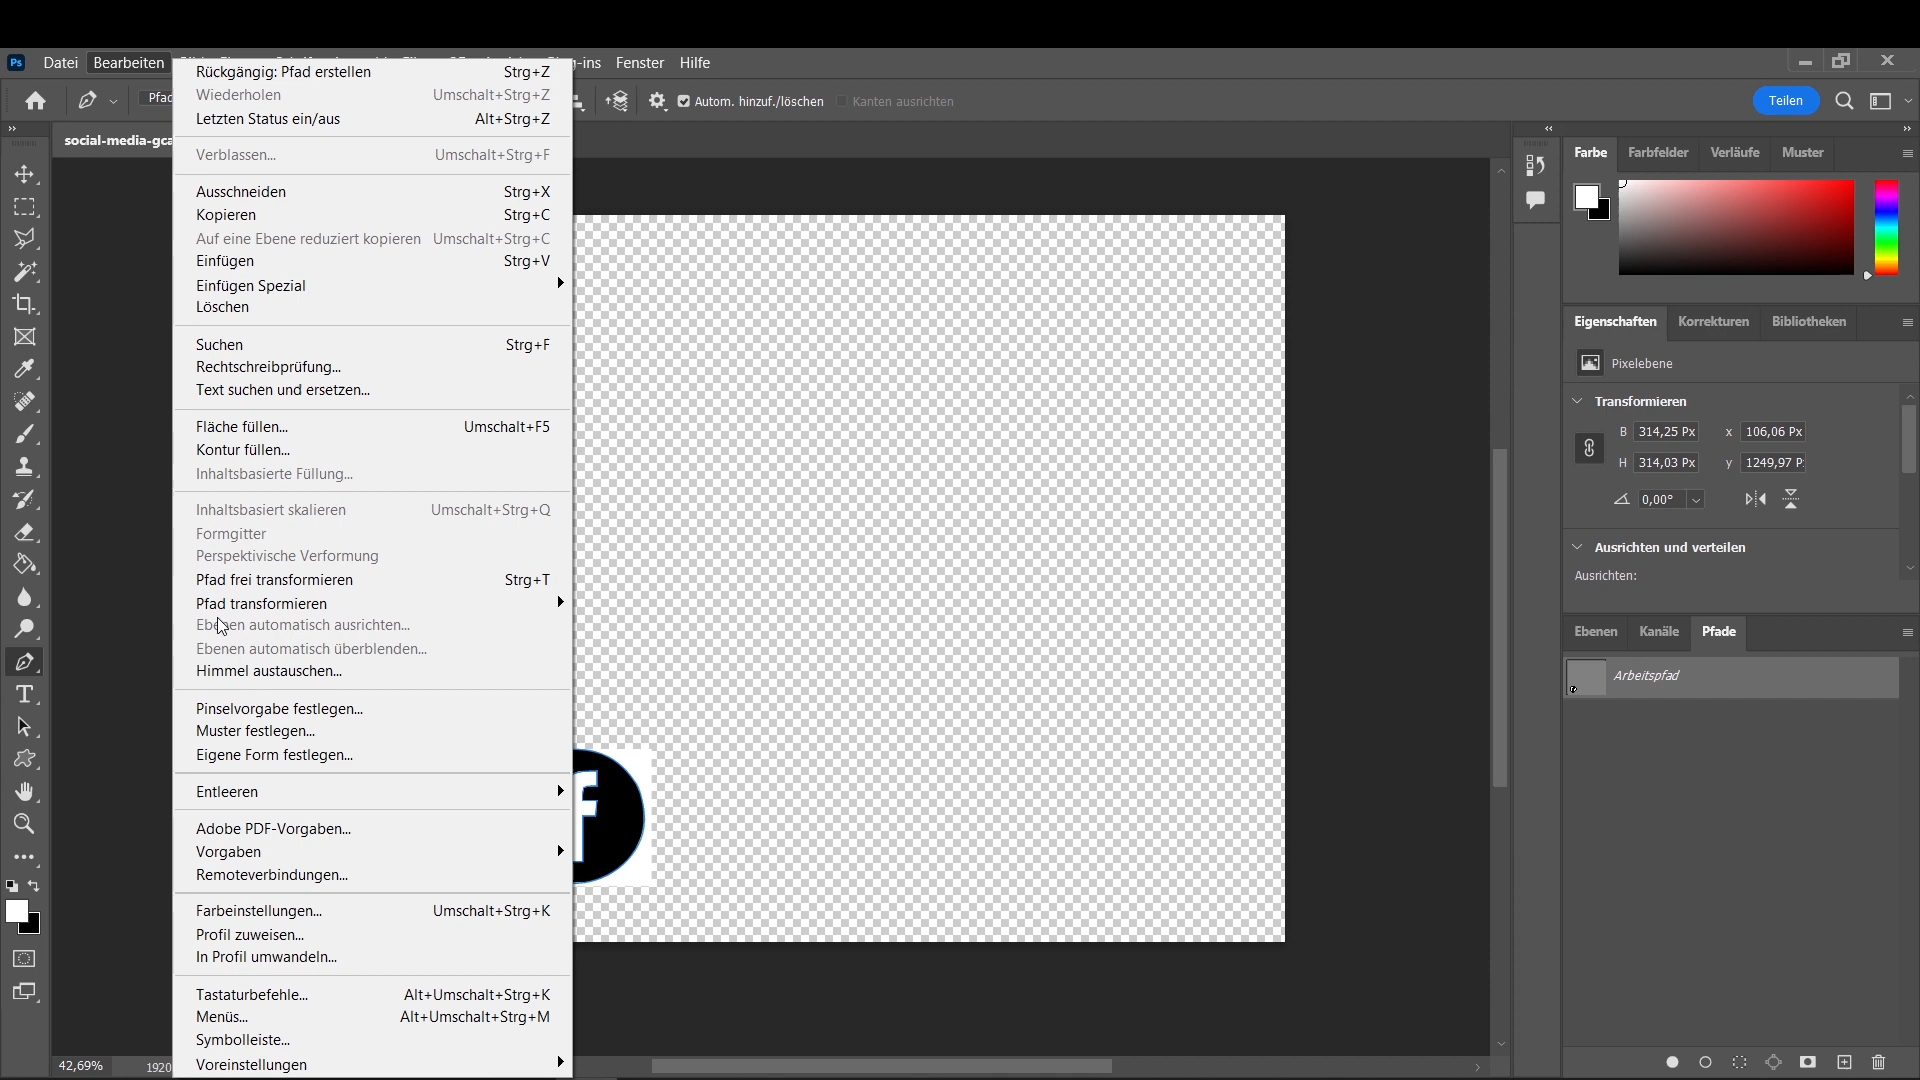 Ps Datei Bearbeiten g-ins Fenster Hilfe
Pfad Autom. hinzuf./löschen Kanten ausrichten Teilen
social-media-gca
Rückgängig: Pfad erstellen Strg+Z
Wiederholen Umschalt+Strg+Z
Letzten Status ein/aus Alt+Strg+Z
Verblassen... Umschalt+Strg+F
Ausschneiden Strg+X
Kopieren Strg+C
Auf eine Ebene reduziert kopieren Umschalt+Strg+C
Einfügen Strg+V
Einfügen Spezial
Löschen
Suchen Strg+F
Rechtschreibprüfung...
Text suchen und ersetzen...
Fläche füllen... Umschalt+F5
Kontur füllen...
Inhaltsbasierte Füllung...
Inhaltsbasiert skalieren Umschalt+Strg+Q
Formgitter
Perspektivische Verformung
Pfad frei transformieren Strg+T
Pfad transformieren
Ebenen automatisch ausrichten...
Ebenen automatisch überblenden...
Himmel austauschen...
Pinselvorgabe festlegen...
Muster festlegen...
Eigene Form festlegen...
Entleeren
Adobe PDF-Vorgaben...
Vorgaben
Remoteverbindungen...
Farbeinstellungen... Umschalt+Strg+K
Profil zuweisen...
In Profil umwandeln...
Tastaturbefehle... Alt+Umschalt+Strg+K
Menüs... Alt+Umschalt+Strg+M
Symbolleiste...
Voreinstellungen
f
42,69% 1920
Farbe Farbfelder Verläufe Muster
Eigenschaften Korrekturen Bibliotheken
Pixelebene
Transformieren
B 314,25 Px x 106,06 Px
H 314,03 Px y 1249,97 P
0,00°
Ausrichten und verteilen
Ausrichten:
Ebenen Kanäle Pfade
Arbeitspfad